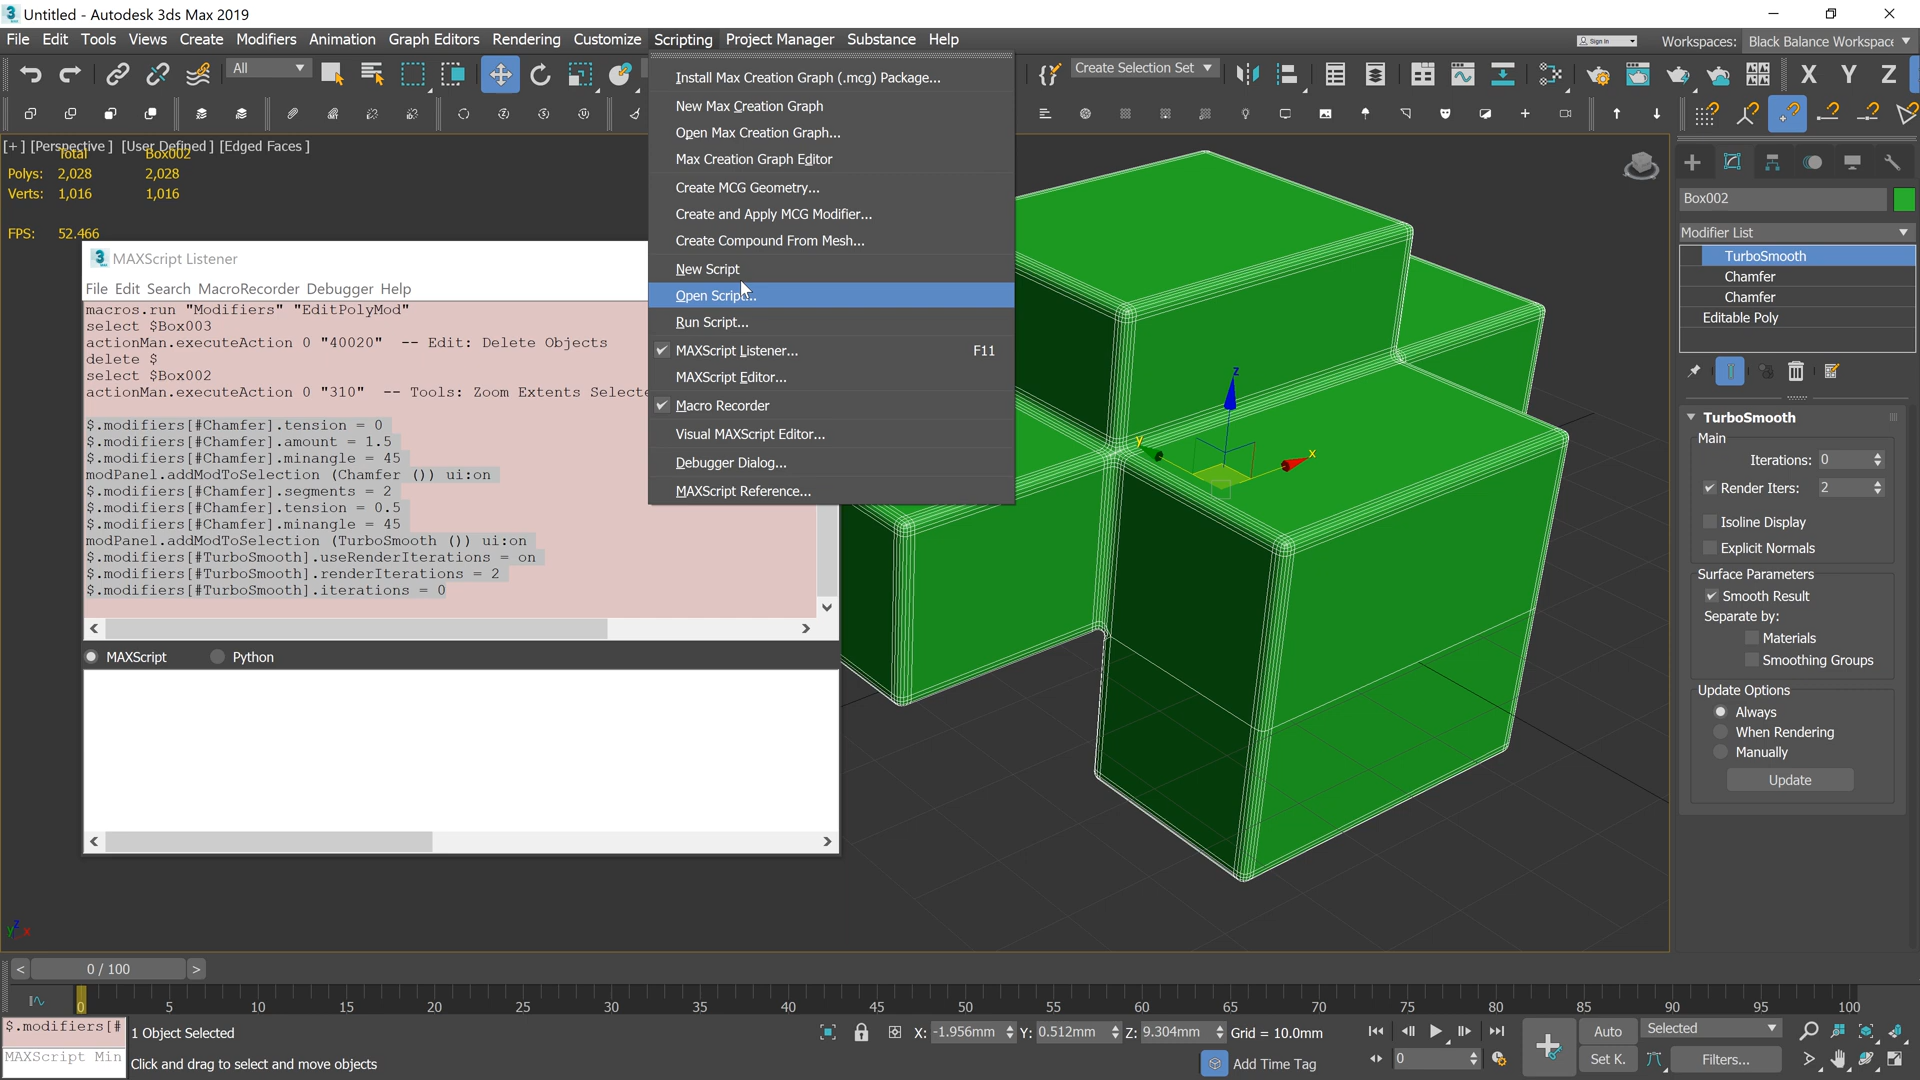 Untitled - Autodesk 3ds Max 2019
File Edit Tools Views Create Modifiers Animation Graph Editors Rendering Customize Scripting Project Manager Substance Help
Sign In
Workspaces: Black Balance Workspace
All
Create Selection Set
X Y Z
Install Max Creation Graph (.mcg) Package...
New Max Creation Graph
Open Max Creation Graph...
Max Creation Graph Editor
Create MCG Geometry...
Create and Apply MCG Modifier...
Create Compound From Mesh...
New Script
Open Script...
Run Script...
MAXScript Listener... F11
MAXScript Editor...
Macro Recorder
Visual MAXScript Editor...
Debugger Dialog...
MAXScript Reference...
[+] [Perspective ] [User Defined ] [Edged Faces ]
Total Box002
Polys: 2,028 2,028
Verts: 1,016 1,016
FPS: 52.466
MAXScript Listener
File Edit Search MacroRecorder Debugger Help
macros.run "Modifiers" "EditPolyMod"
select $Box003
actionMan.executeAction 0 "40020" -- Edit: Delete Objects
delete $
select $Box002
actionMan.executeAction 0 "310" -- Tools: Zoom Extents Selecte
$.modifiers[#Chamfer].tension = 0
$.modifiers[#Chamfer].amount = 1.5
$.modifiers[#Chamfer].minangle = 45
modPanel.addModToSelection (Chamfer ()) ui:on
$.modifiers[#Chamfer].segments = 2
$.modifiers[#Chamfer].tension = 0.5
$.modifiers[#Chamfer].minangle = 45
modPanel.addModToSelection (TurboSmooth ()) ui:on
$.modifiers[#TurboSmooth].useRenderIterations = on
$.modifiers[#TurboSmooth].renderIterations = 2
$.modifiers[#TurboSmooth].iterations = 0
MAXScript Python
z
y
x
Box002
Modifier List
TurboSmooth
Chamfer
Chamfer
Editable Poly
TurboSmooth
Main
Iterations: 0
Render Iters: 2
Isoline Display
Explicit Normals
Surface Parameters
Smooth Result
Separate by:
Materials
Smoothing Groups
Update Options
Always
When Rendering
Manually
Update
y z x
< 0 / 100 >
0 5 10 15 20 25 30 35 40 45 50 55 60 65 70 75 80 85 90 95 100
$.modifiers[#
1 Object Selected
X: -1.956mm Y: 0.512mm Z: 9.304mm Grid = 10.0mm
Auto Selected
MAXScript Min
Click and drag to select and move objects
Add Time Tag
0
Set K. Filters...